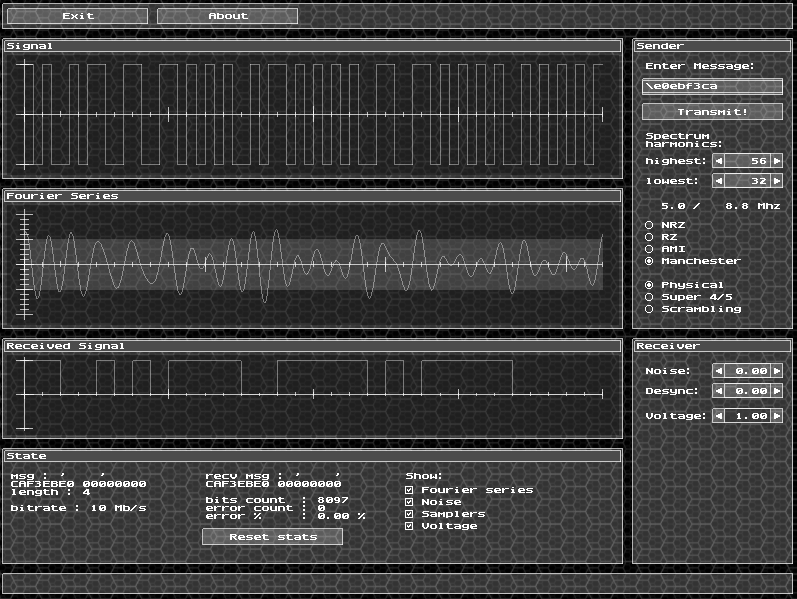 Exit
About
Signal
Fourier Series
Received Signal
State
msg : '    '
CAF3EBE0 00000000
length : 4
bitrate : 10 Mb/s
recv msg : '    '
CAF3EBE0 00000000
bits count : 8097
error count : 0
error % : 0.00 %
Reset stats
Show:
Fourier series
Noise
Samplers
Voltage
Sender
Enter Message:
\e0ebf3ca
Transmit!
Spectrum
harmonics:
highest: 56
lowest: 32
5.0 / 8.8 Mhz
NRZ
RZ
AMI
Manchester
Physical
Super 4/5
Scrambling
Receiver
Noise: 0.00
Desync: 0.00
Voltage: 1.00